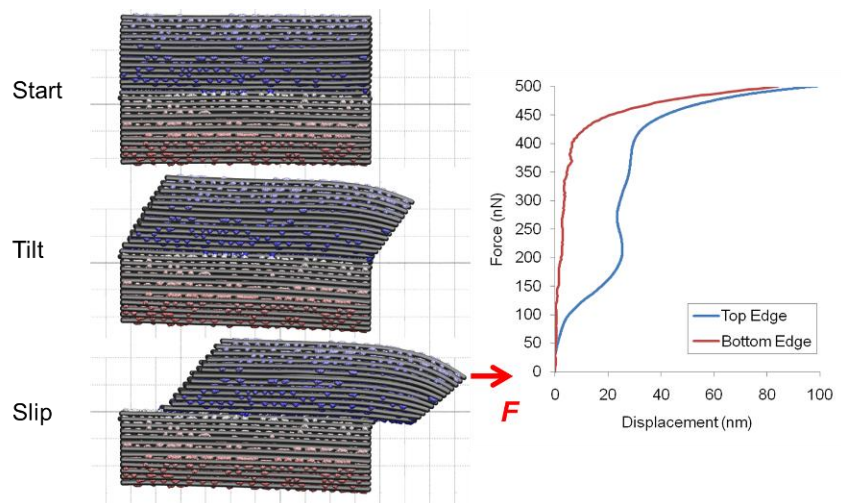 Start
Tilt
Slip
F
500
450
400
350
300
250
200
150
100
50
0
Force (nN)
Top Edge
Bottom Edge
0 20 40 60 80 100
Displacement (nm)